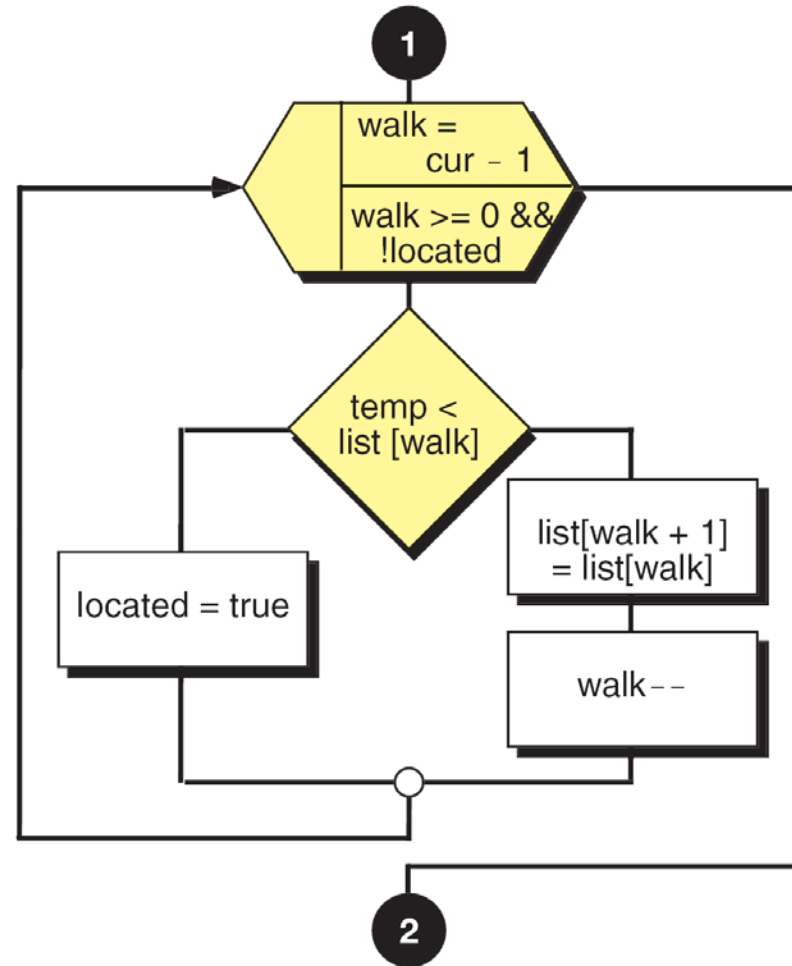 1
walk =
cur - 1
walk >= 0 &&
!located
temp <
list [walk]
list[walk + 1]
= list[walk]
located = true
walk--
2